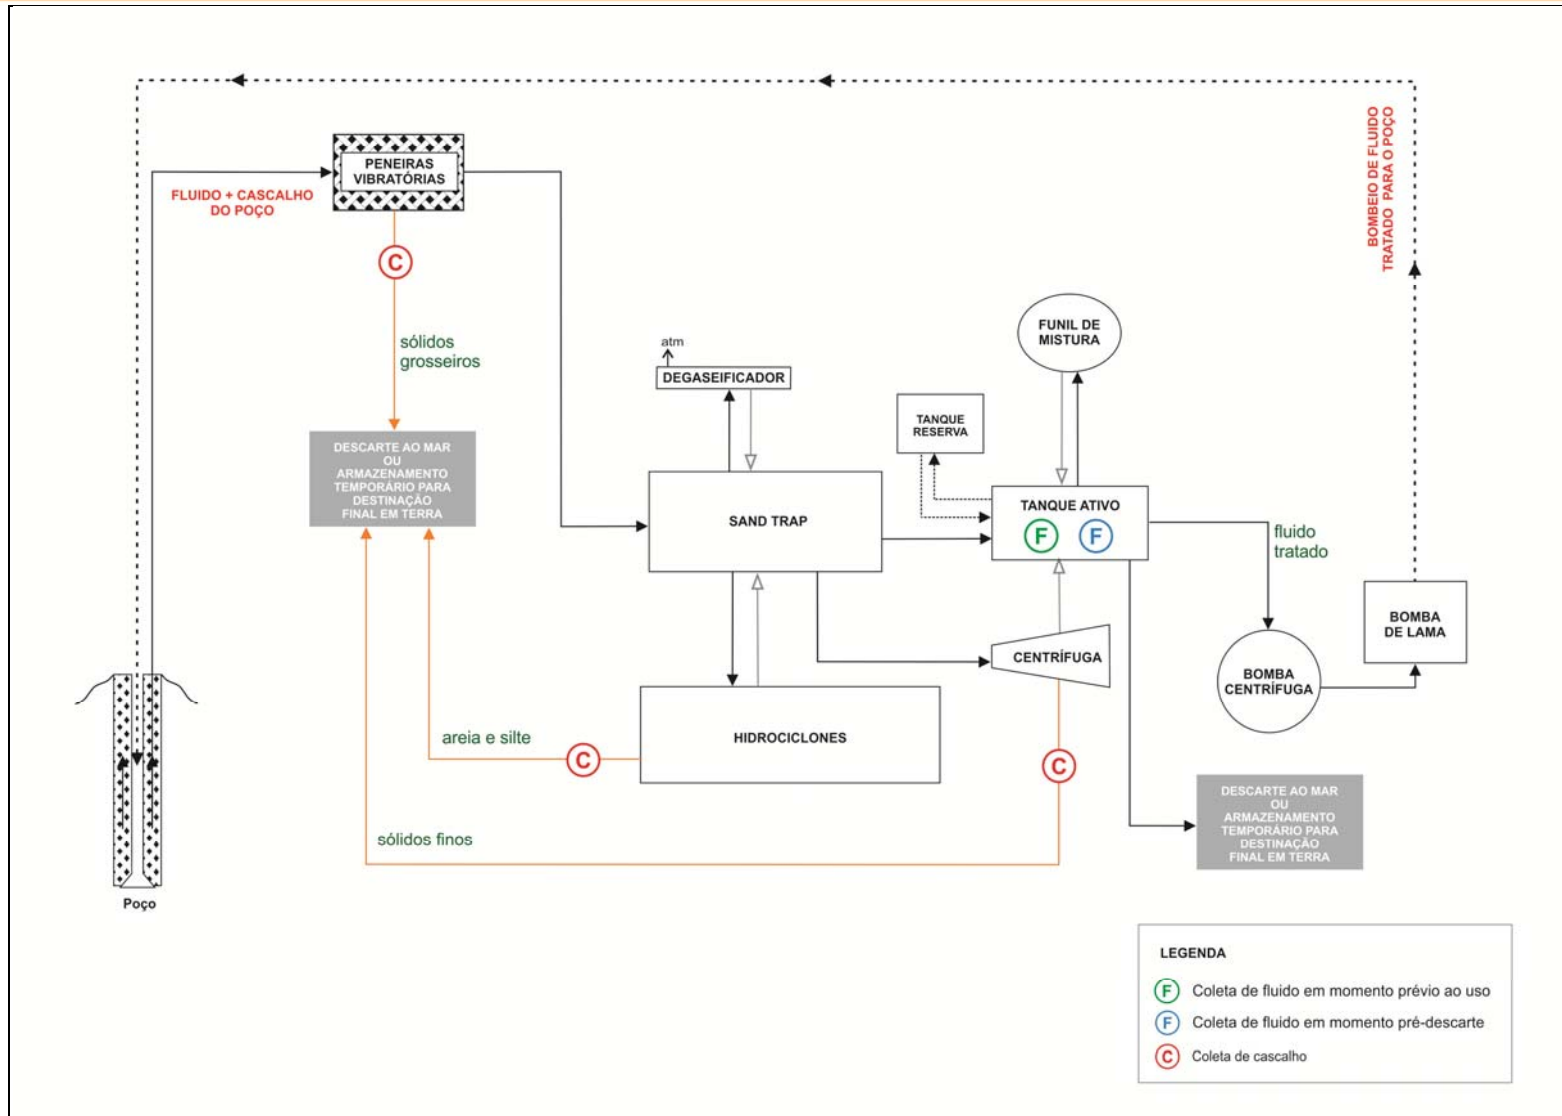 BOMBEIO DE FLUIDO
TRATADO PARA O POÇO
PENEIRAS
VIBRATÓRIAS
FLUIDO + CASCALHO
DO POÇO
C
sólidos
grosseiros
FUNIL DE
MISTURA
atm
DEGASEIFICADOR
TANQUE
RESERVA
DESCARTE AO MAR
OU
ARMAZENAMENTO
TEMPORÁRIO PARA
DESTINAÇÃO
FINAL EM TERRA
SAND TRAP
TANQUE ATIVO
F F
fluido
tratado
BOMBA
DE LAMA
CENTRÍFUGA
BOMBA
CENTRÍFUGA
areia e silte
C
HIDROCICLONES
C
DESCARTE AO MAR
OU
ARMAZENAMENTO
TEMPORÁRIO PARA
DESTINAÇÃO
FINAL EM TERRA
sólidos finos
Poço
LEGENDA
F Coleta de fluido em momento prévio ao uso
F Coleta de fluido em momento pré-descarte
C Coleta de cascalho